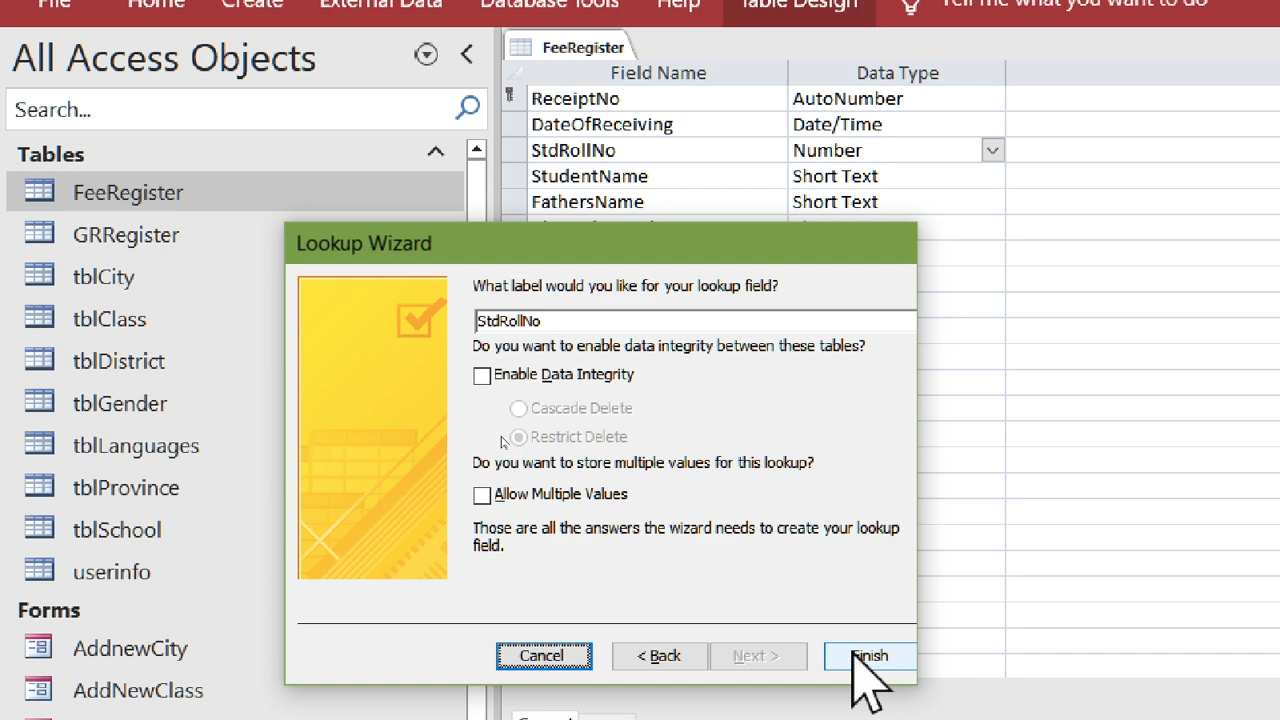 File Home Create External Data Database Tools Help Table Design Tell me what you want to do
All Access Objects
Search...
Tables
FeeRegister
GRRegister
tblCity
tblClass
tblDistrict
tblGender
tblLanguages
tblProvince
tblSchool
userinfo
Forms
AddnewCity
AddNewClass
FeeRegister
Field Name Data Type
ReceiptNo AutoNumber
DateOfReceiving Date/Time
StdRollNo Number
StudentName Short Text
FathersName Short Text
Lookup Wizard
What label would you like for your lookup field?
StdRollNo
Do you want to enable data integrity between these tables?
Enable Data Integrity
Cascade Delete
Restrict Delete
Do you want to store multiple values for this lookup?
Allow Multiple Values
Those are all the answers the wizard needs to create your lookup
field.
Cancel < Back Next > Finish